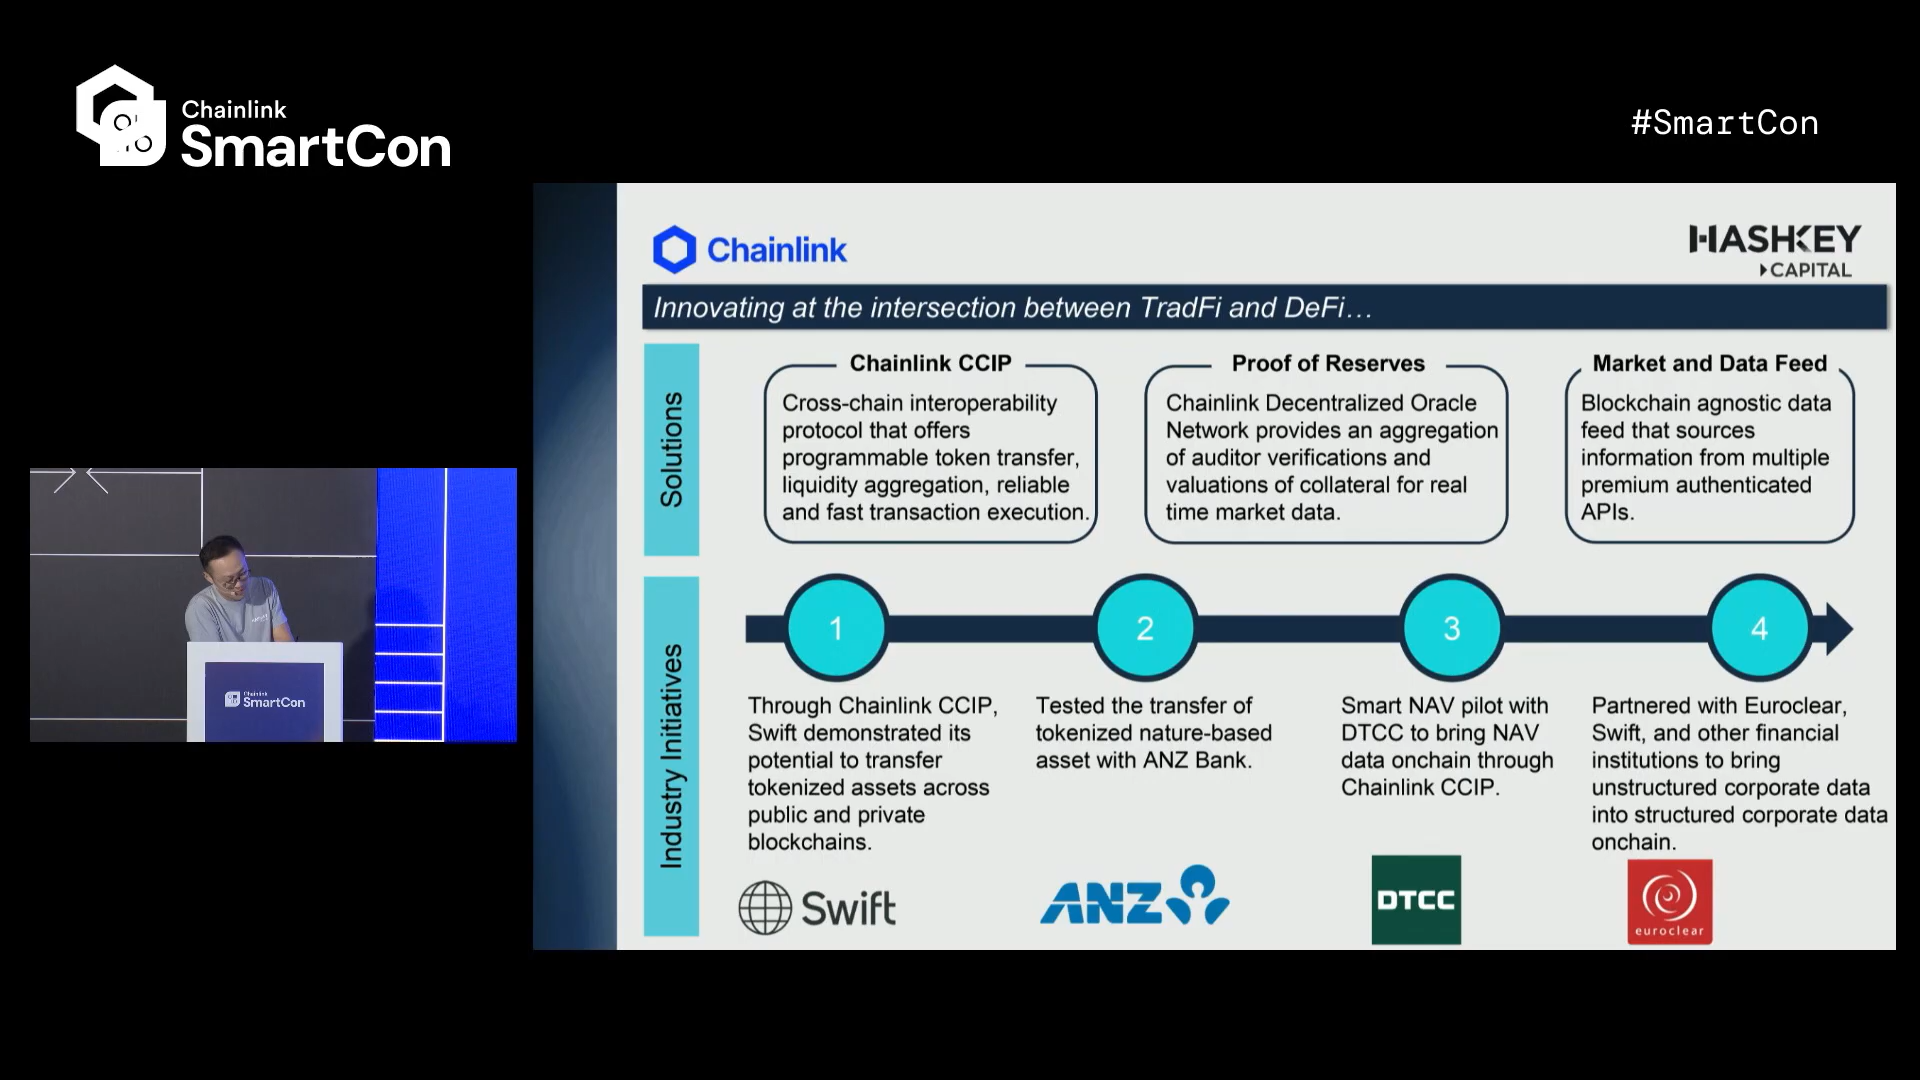 Chainlink
SmartCon
#SmartCon
Chainlink
HASHKEY
CAPITAL
Innovating at the intersection between TradFi and DeFi...
Solutions
Chainlink CCIP
Cross-chain interoperability
protocol that offers
programmable token transfer,
liquidity aggregation, reliable
and fast transaction execution.
Proof of Reserves
Chainlink Decentralized Oracle
Network provides an aggregation
of auditor verifications and
valuations of collateral for real
time market data.
Market and Data Feed
Blockchain agnostic data
feed that sources
information from multiple
premium authenticated
APIs.
Industry Initiatives
1
2
3
4
Through Chainlink CCIP,
Swift demonstrated its
potential to transfer
tokenized assets across
public and private
blockchains.
Swift
Tested the transfer of
tokenized nature-based
asset with ANZ Bank.
ANZ
Smart NAV pilot with
DTCC to bring NAV
data onchain through
Chainlink CCIP.
DTCC
Partnered with Euroclear,
Swift, and other financial
institutions to bring
unstructured corporate data
into structured corporate data
onchain.
euroclear
Chainlink
SmartCon